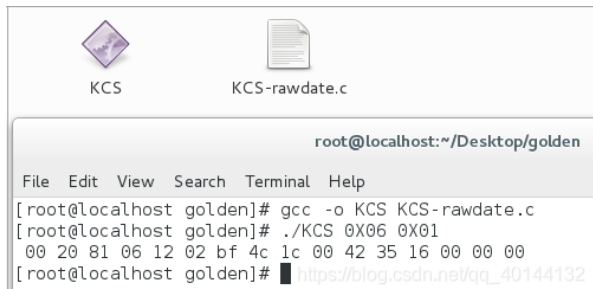 KCS KCS-rawdate.c
root@localhost:~/Desktop/golden
File Edit View Search Terminal Help
[root@localhost golden]# gcc -o KCS KCS-rawdate.c
[root@localhost golden]# ./KCS 0X06 0X01
00 20 81 06 12 02 bf 4c 1c 00 42 35 16 00 00 00
[root@localhost golden]# https://blog.csdn.net/qq_40144132